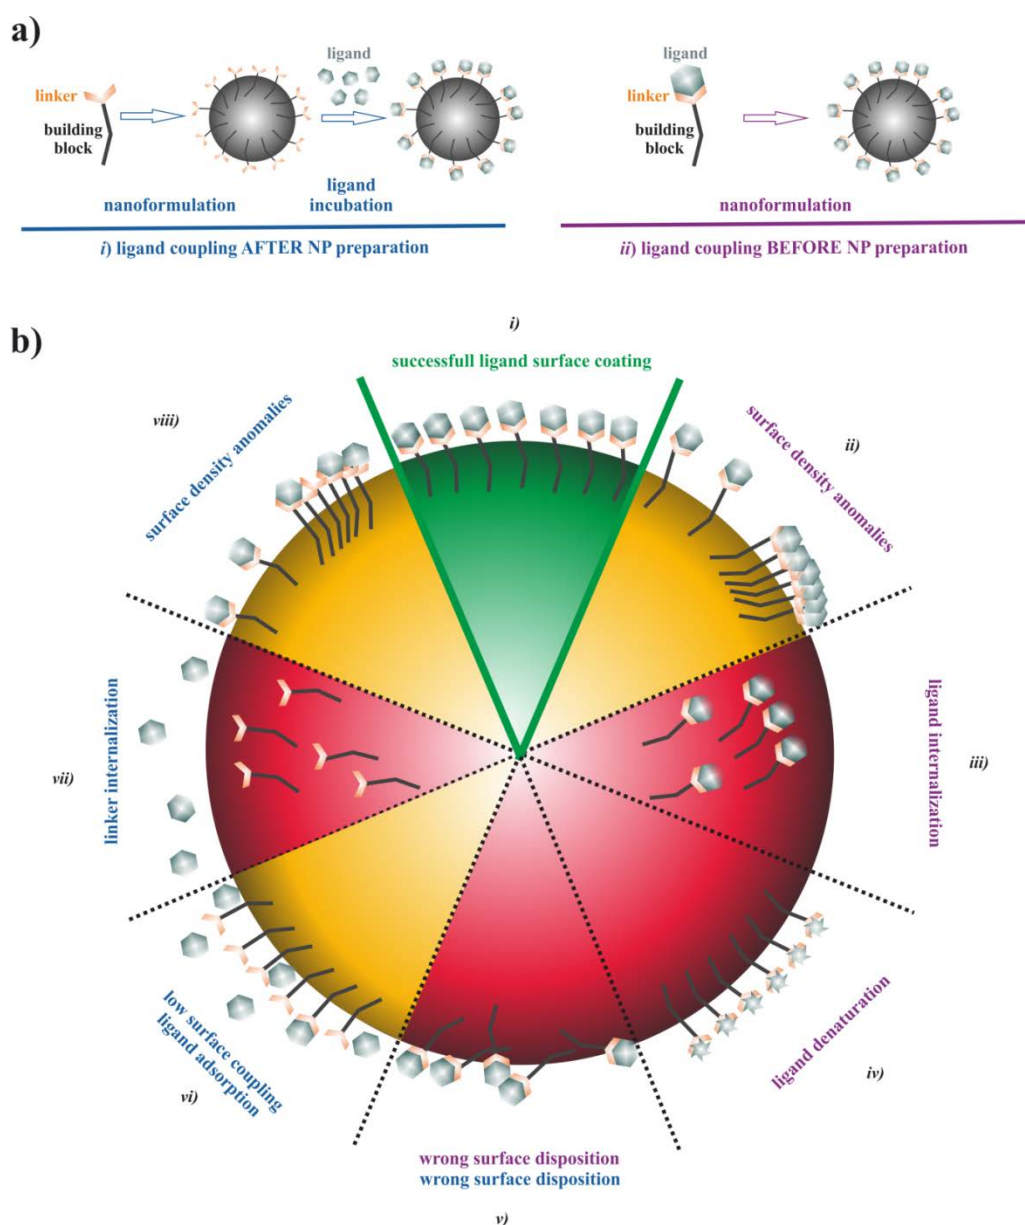 a)
ligand
linker
building
block
nanoformulation
ligand
incubation
i) ligand coupling AFTER NP preparation
ligand
linker
building
block
nanoformulation
ii) ligand coupling BEFORE NP preparation
b)
i)
successfull ligand surface coating
ii)
surface density anomalies
iii)
ligand internalization
iv)
ligand denaturation
wrong surface disposition
wrong surface disposition
v)
low surface coupling
ligand adsorption
vi)
linker internalization
vii)
surface density anomalies
viii)